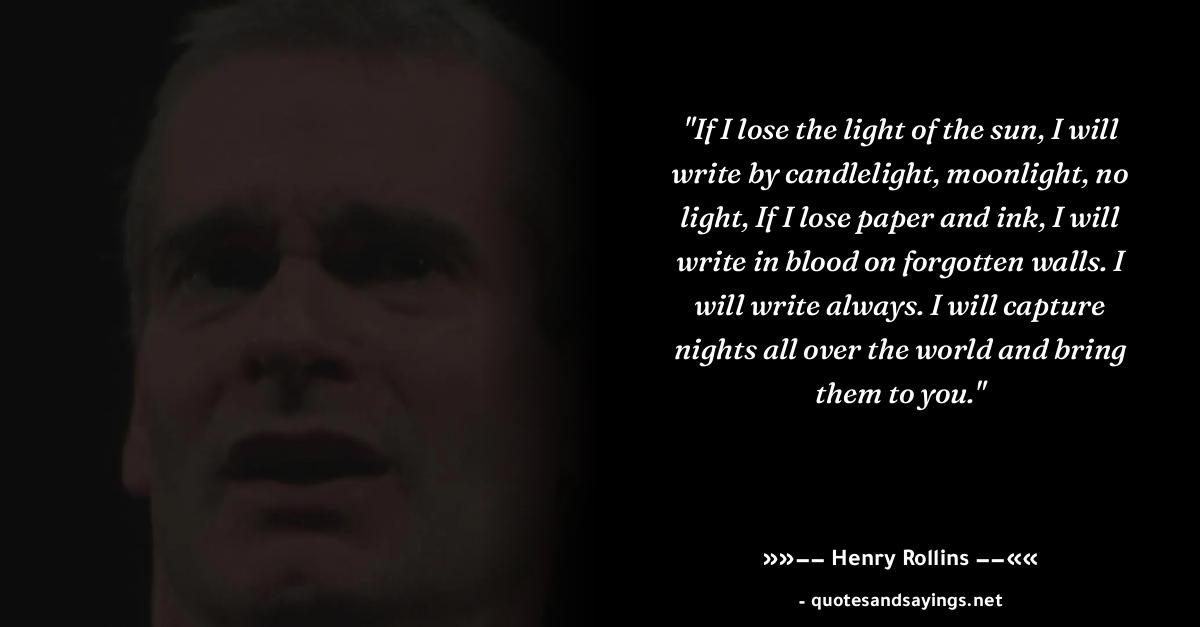 "If I lose the light of the sun, I will
write by candlelight, moonlight, no
light, If I lose paper and ink, I will
write in blood on forgotten walls. I
will write always. I will capture
nights all over the world and bring
them to you."
»»−− Henry Rollins −−««
- quotesandsayings.net